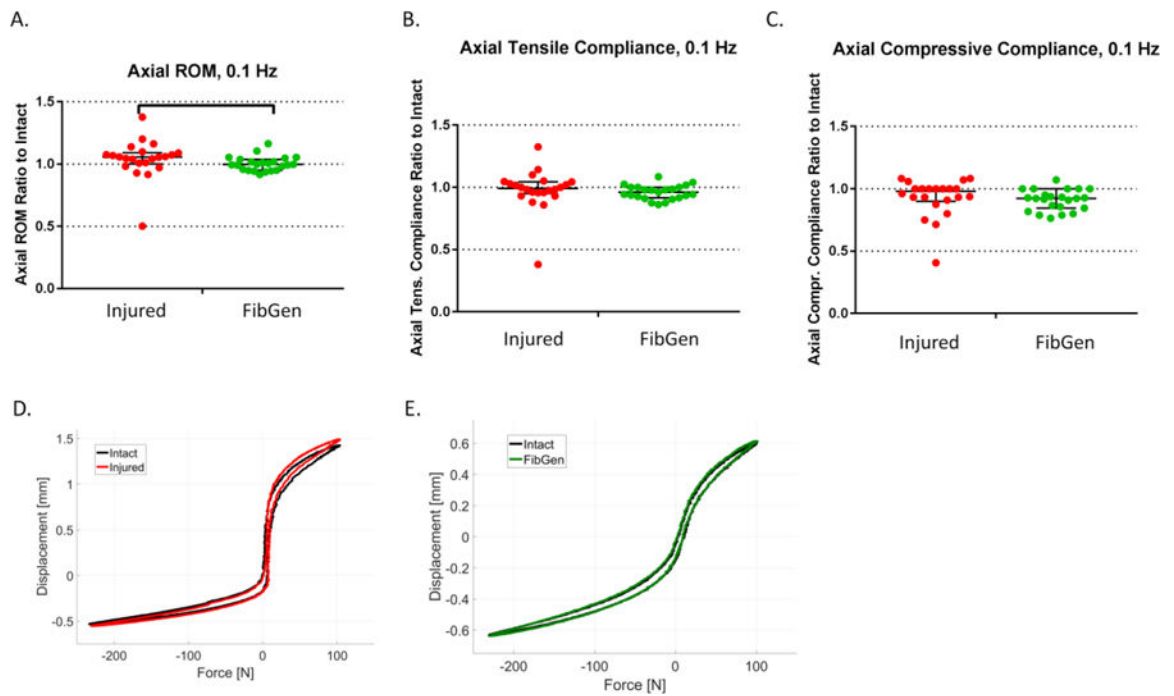 A.
Axial ROM, 0.1 Hz
Axial ROM Ratio to Intact
1.5
1.0
0.5
0.0
Injured
FibGen
B.
Axial Tensile Compliance, 0.1 Hz
Axial Tens. Compliance Ratio to Intact
1.5
1.0
0.5
0.0
Injured
FibGen
C.
Axial Compressive Compliance, 0.1 Hz
Axial Compr. Compliance Ratio to Intact
1.5
1.0
0.5
0.0
Injured
FibGen
D.
Intact
Injured
Displacement [mm]
1.5
1
0.5
0
-0.5
-200
-100
0
100
Force [N]
E.
Intact
FibGen
Displacement [mm]
0.6
0.4
0.2
0
-0.2
-0.4
-0.6
-200
-100
0
100
Force [N]